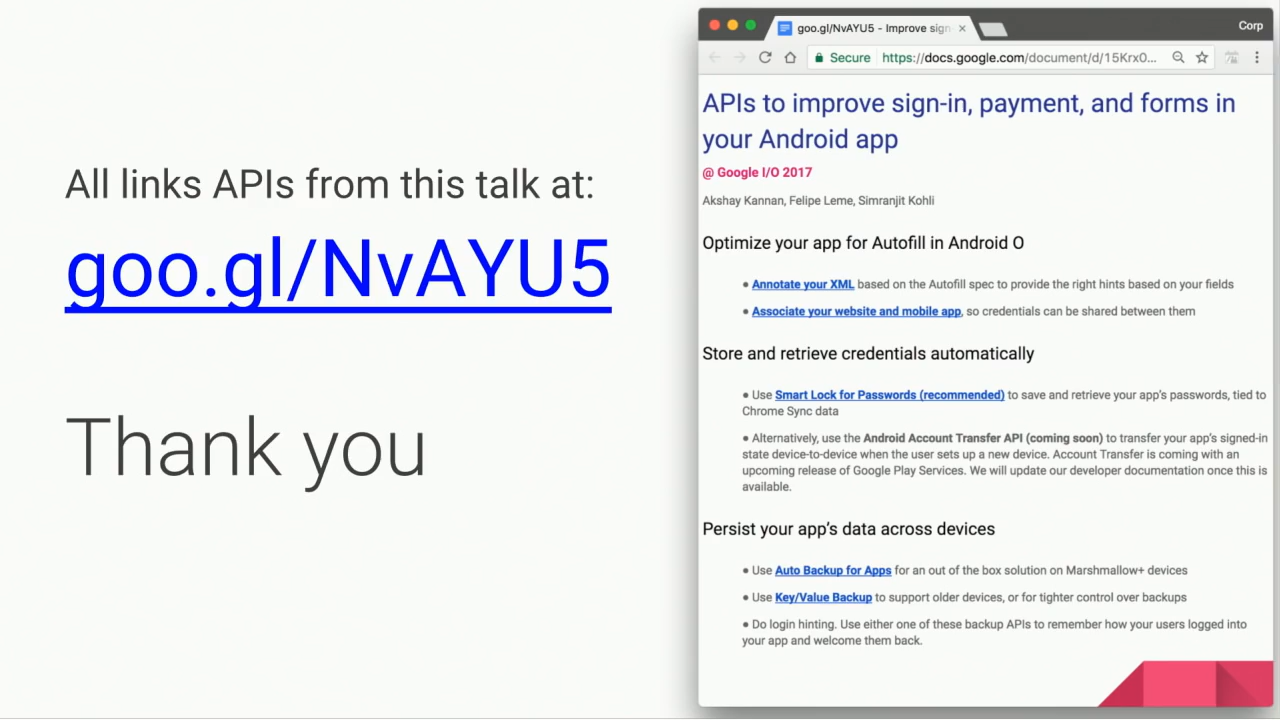 All links APIs from this talk at:
goo.gl/NvAYU5
Thank you
goo.gl/NvAYU5 - Improve sign
Corp
Secure https://docs.google.com/document/d/15Krx0...
APIs to improve sign-in, payment, and forms in
your Android app
@ Google I/O 2017
Akshay Kannan, Felipe Leme, Simranjit Kohli
Optimize your app for Autofill in Android O
● Annotate your XML based on the Autofill spec to provide the right hints based on your fields
● Associate your website and mobile app, so credentials can be shared between them
Store and retrieve credentials automatically
● Use Smart Lock for Passwords (recommended) to save and retrieve your app's passwords, tied to
Chrome Sync data
● Alternatively, use the Android Account Transfer API (coming soon) to transfer your app's signed-in
state device-to-device when the user sets up a new device. Account Transfer is coming with an
upcoming release of Google Play Services. We will update our developer documentation once this is
available.
Persist your app's data across devices
● Use Auto Backup for Apps for an out of the box solution on Marshmallow+ devices
● Use Key/Value Backup to support older devices, or for tighter control over backups
● Do login hinting. Use either one of these backup APIs to remember how your users logged into
your app and welcome them back.